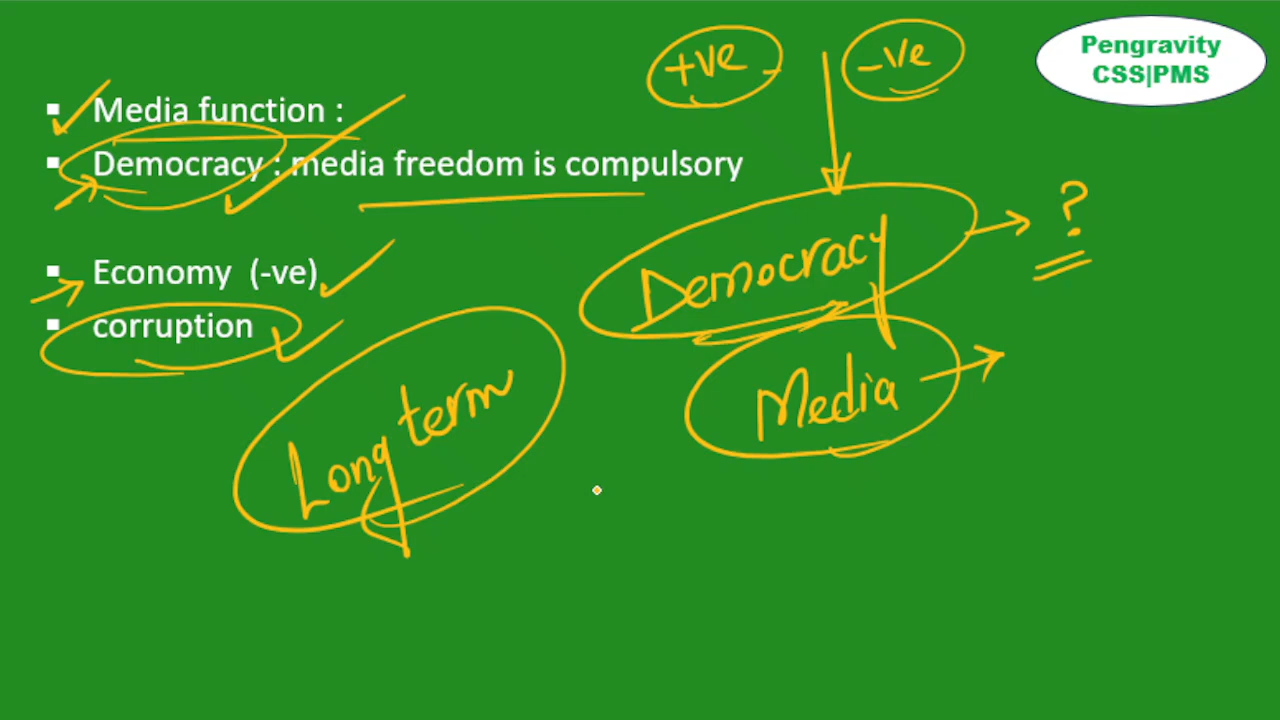 Pengravity
CSS|PMS
+ve
-ve
▪ Media function :
▪ Democracy : media freedom is compulsory
▪ Economy (-ve)
▪ corruption
?
Democracy
Media
Long term